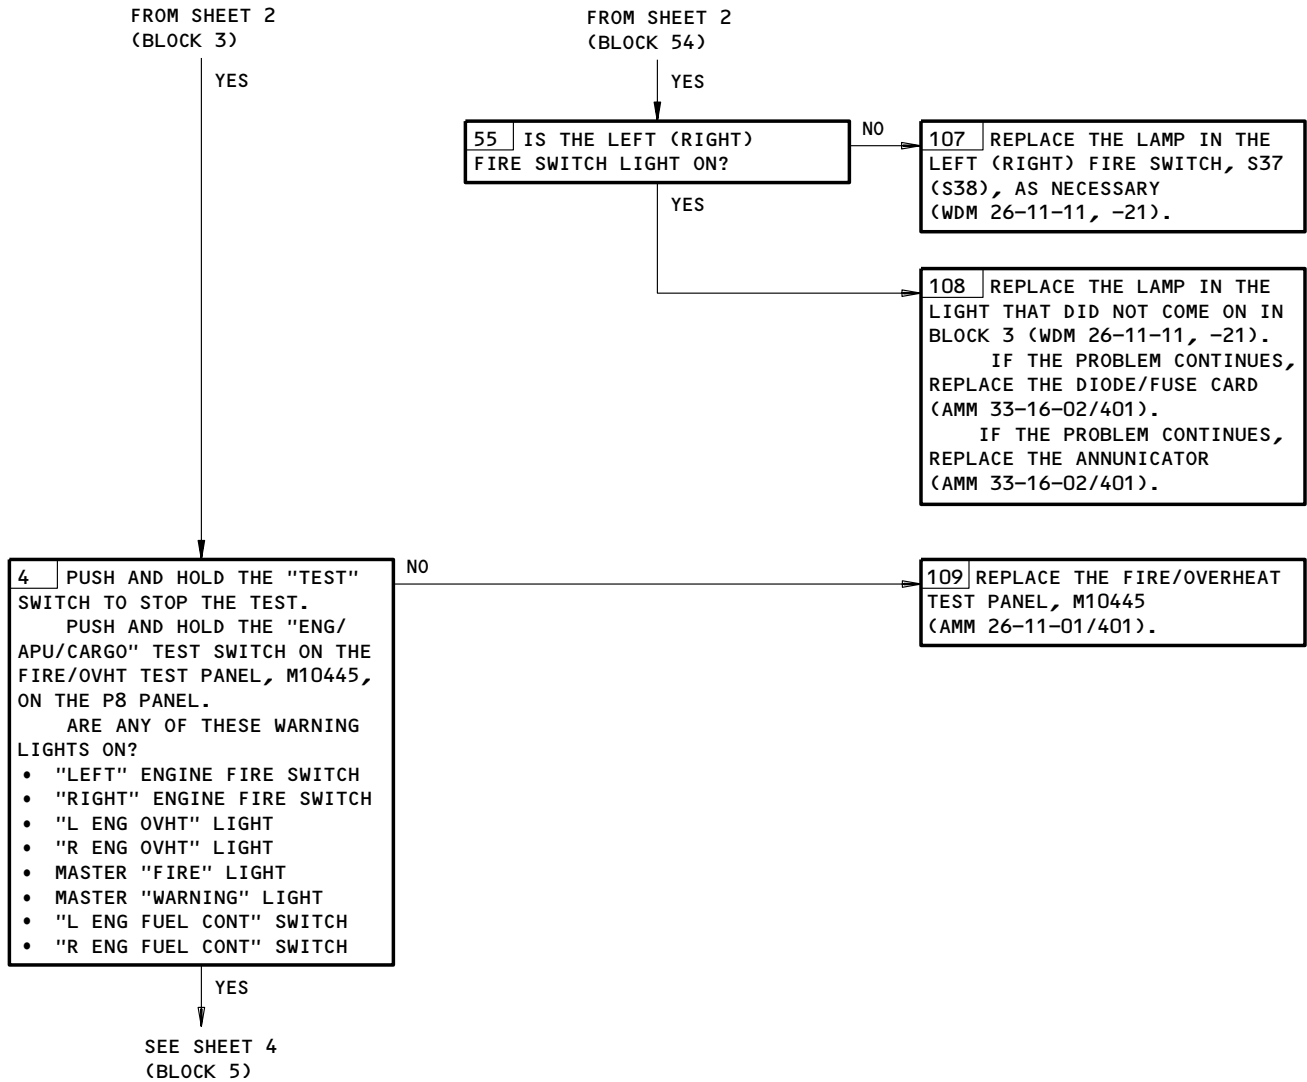 FROM SHEET 2
(BLOCK 3)
YES
FROM SHEET 2
(BLOCK 54)
YES
55 IS THE LEFT (RIGHT)
FIRE SWITCH LIGHT ON?
NO
107 REPLACE THE LAMP IN THE
LEFT (RIGHT) FIRE SWITCH, S37
(S38), AS NECESSARY
(WDM 26-11-11, -21).
YES
108 REPLACE THE LAMP IN THE
LIGHT THAT DID NOT COME ON IN
BLOCK 3 (WDM 26-11-11, -21).
IF THE PROBLEM CONTINUES,
REPLACE THE DIODE/FUSE CARD
(AMM 33-16-02/401).
IF THE PROBLEM CONTINUES,
REPLACE THE ANNUNICATOR
(AMM 33-16-02/401).
4 PUSH AND HOLD THE "TEST"
SWITCH TO STOP THE TEST.
PUSH AND HOLD THE "ENG/
APU/CARGO" TEST SWITCH ON THE
FIRE/OVHT TEST PANEL, M10445,
ON THE P8 PANEL.
ARE ANY OF THESE WARNING
LIGHTS ON?
• "LEFT" ENGINE FIRE SWITCH
• "RIGHT" ENGINE FIRE SWITCH
• "L ENG OVHT" LIGHT
• "R ENG OVHT" LIGHT
• MASTER "FIRE" LIGHT
• MASTER "WARNING" LIGHT
• "L ENG FUEL CONT" SWITCH
• "R ENG FUEL CONT" SWITCH
NO
109 REPLACE THE FIRE/OVERHEAT
TEST PANEL, M10445
(AMM 26-11-01/401).
YES
SEE SHEET 4
(BLOCK 5)